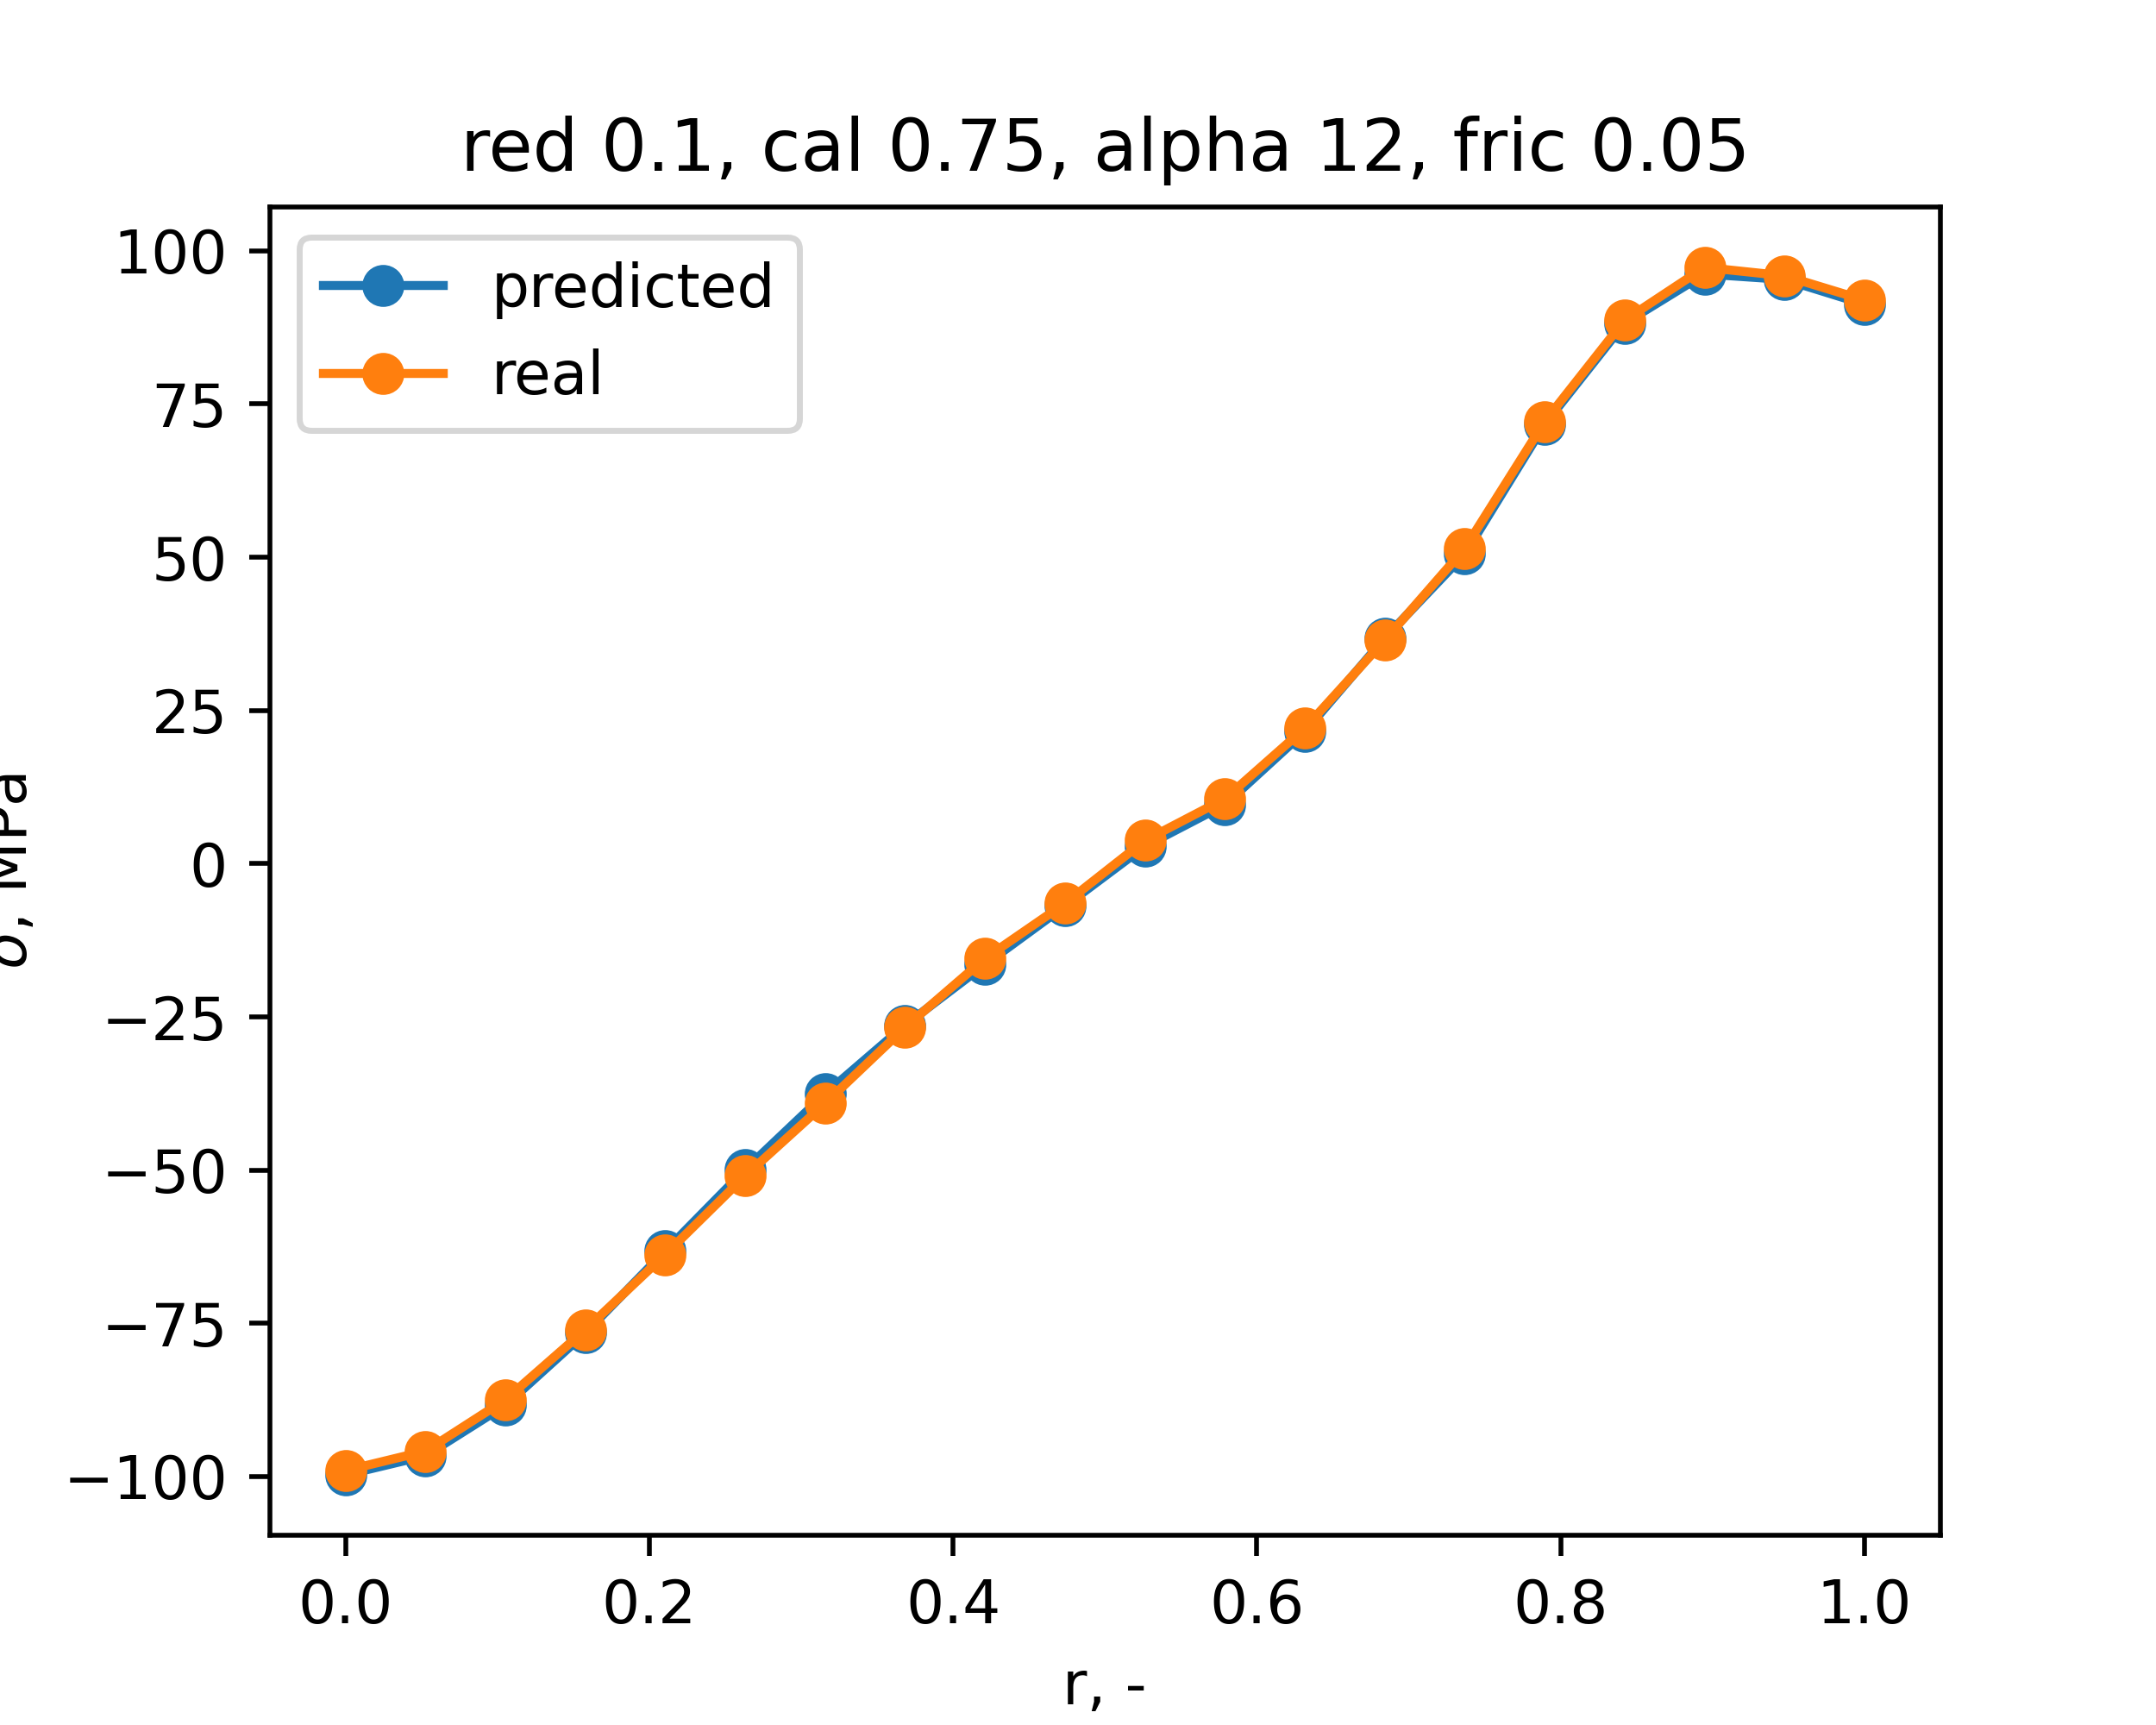 red 0.1, cal 0.75, alpha 12, fric 0.05
predicted
real
100
75
50
25
0
−25
−50
−75
−100
σ, MPa
0.0 0.2 0.4 0.6 0.8 1.0
r, -